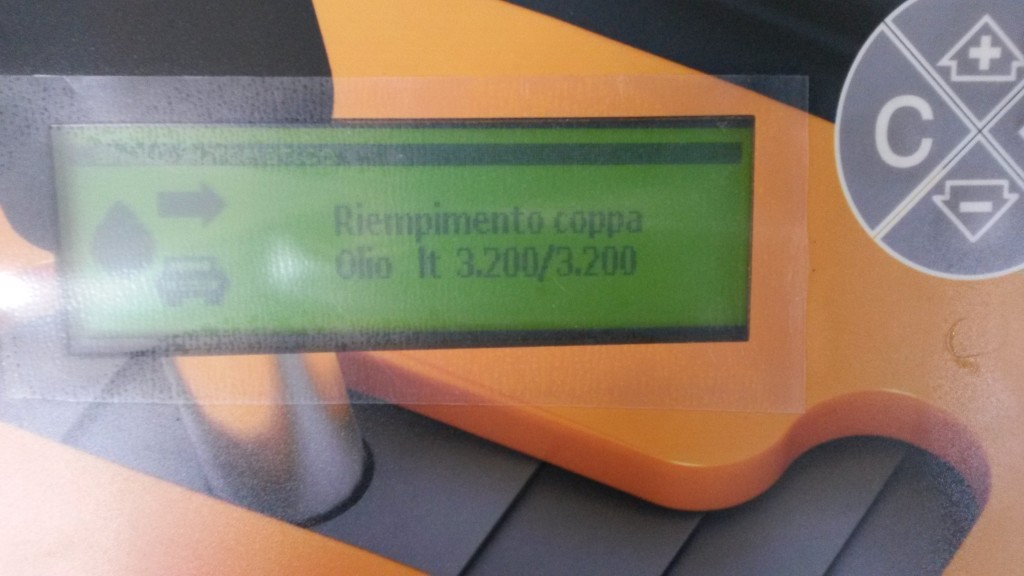 Riempimento coppa
Olio lt 3.200/3.200
C
+
-